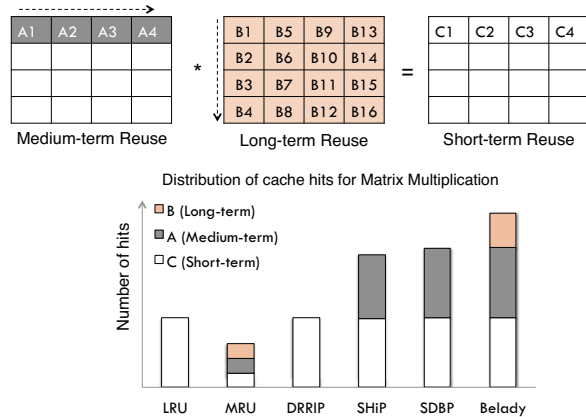 A1 A2 A3 A4 B1 B5 B9 B13 C1 C2 C3 C4
B2 B6 B10 B14
* =
B3 B7 B11 B15
B4 B8 B12 B16
Medium-term Reuse Long-term Reuse Short-term Reuse
Distribution of cache hits for Matrix Multiplication
B (Long-term)
A (Medium-term)
C (Short-term)
Number of hits
LRU MRU DRRIP SHiP SDBP Belady